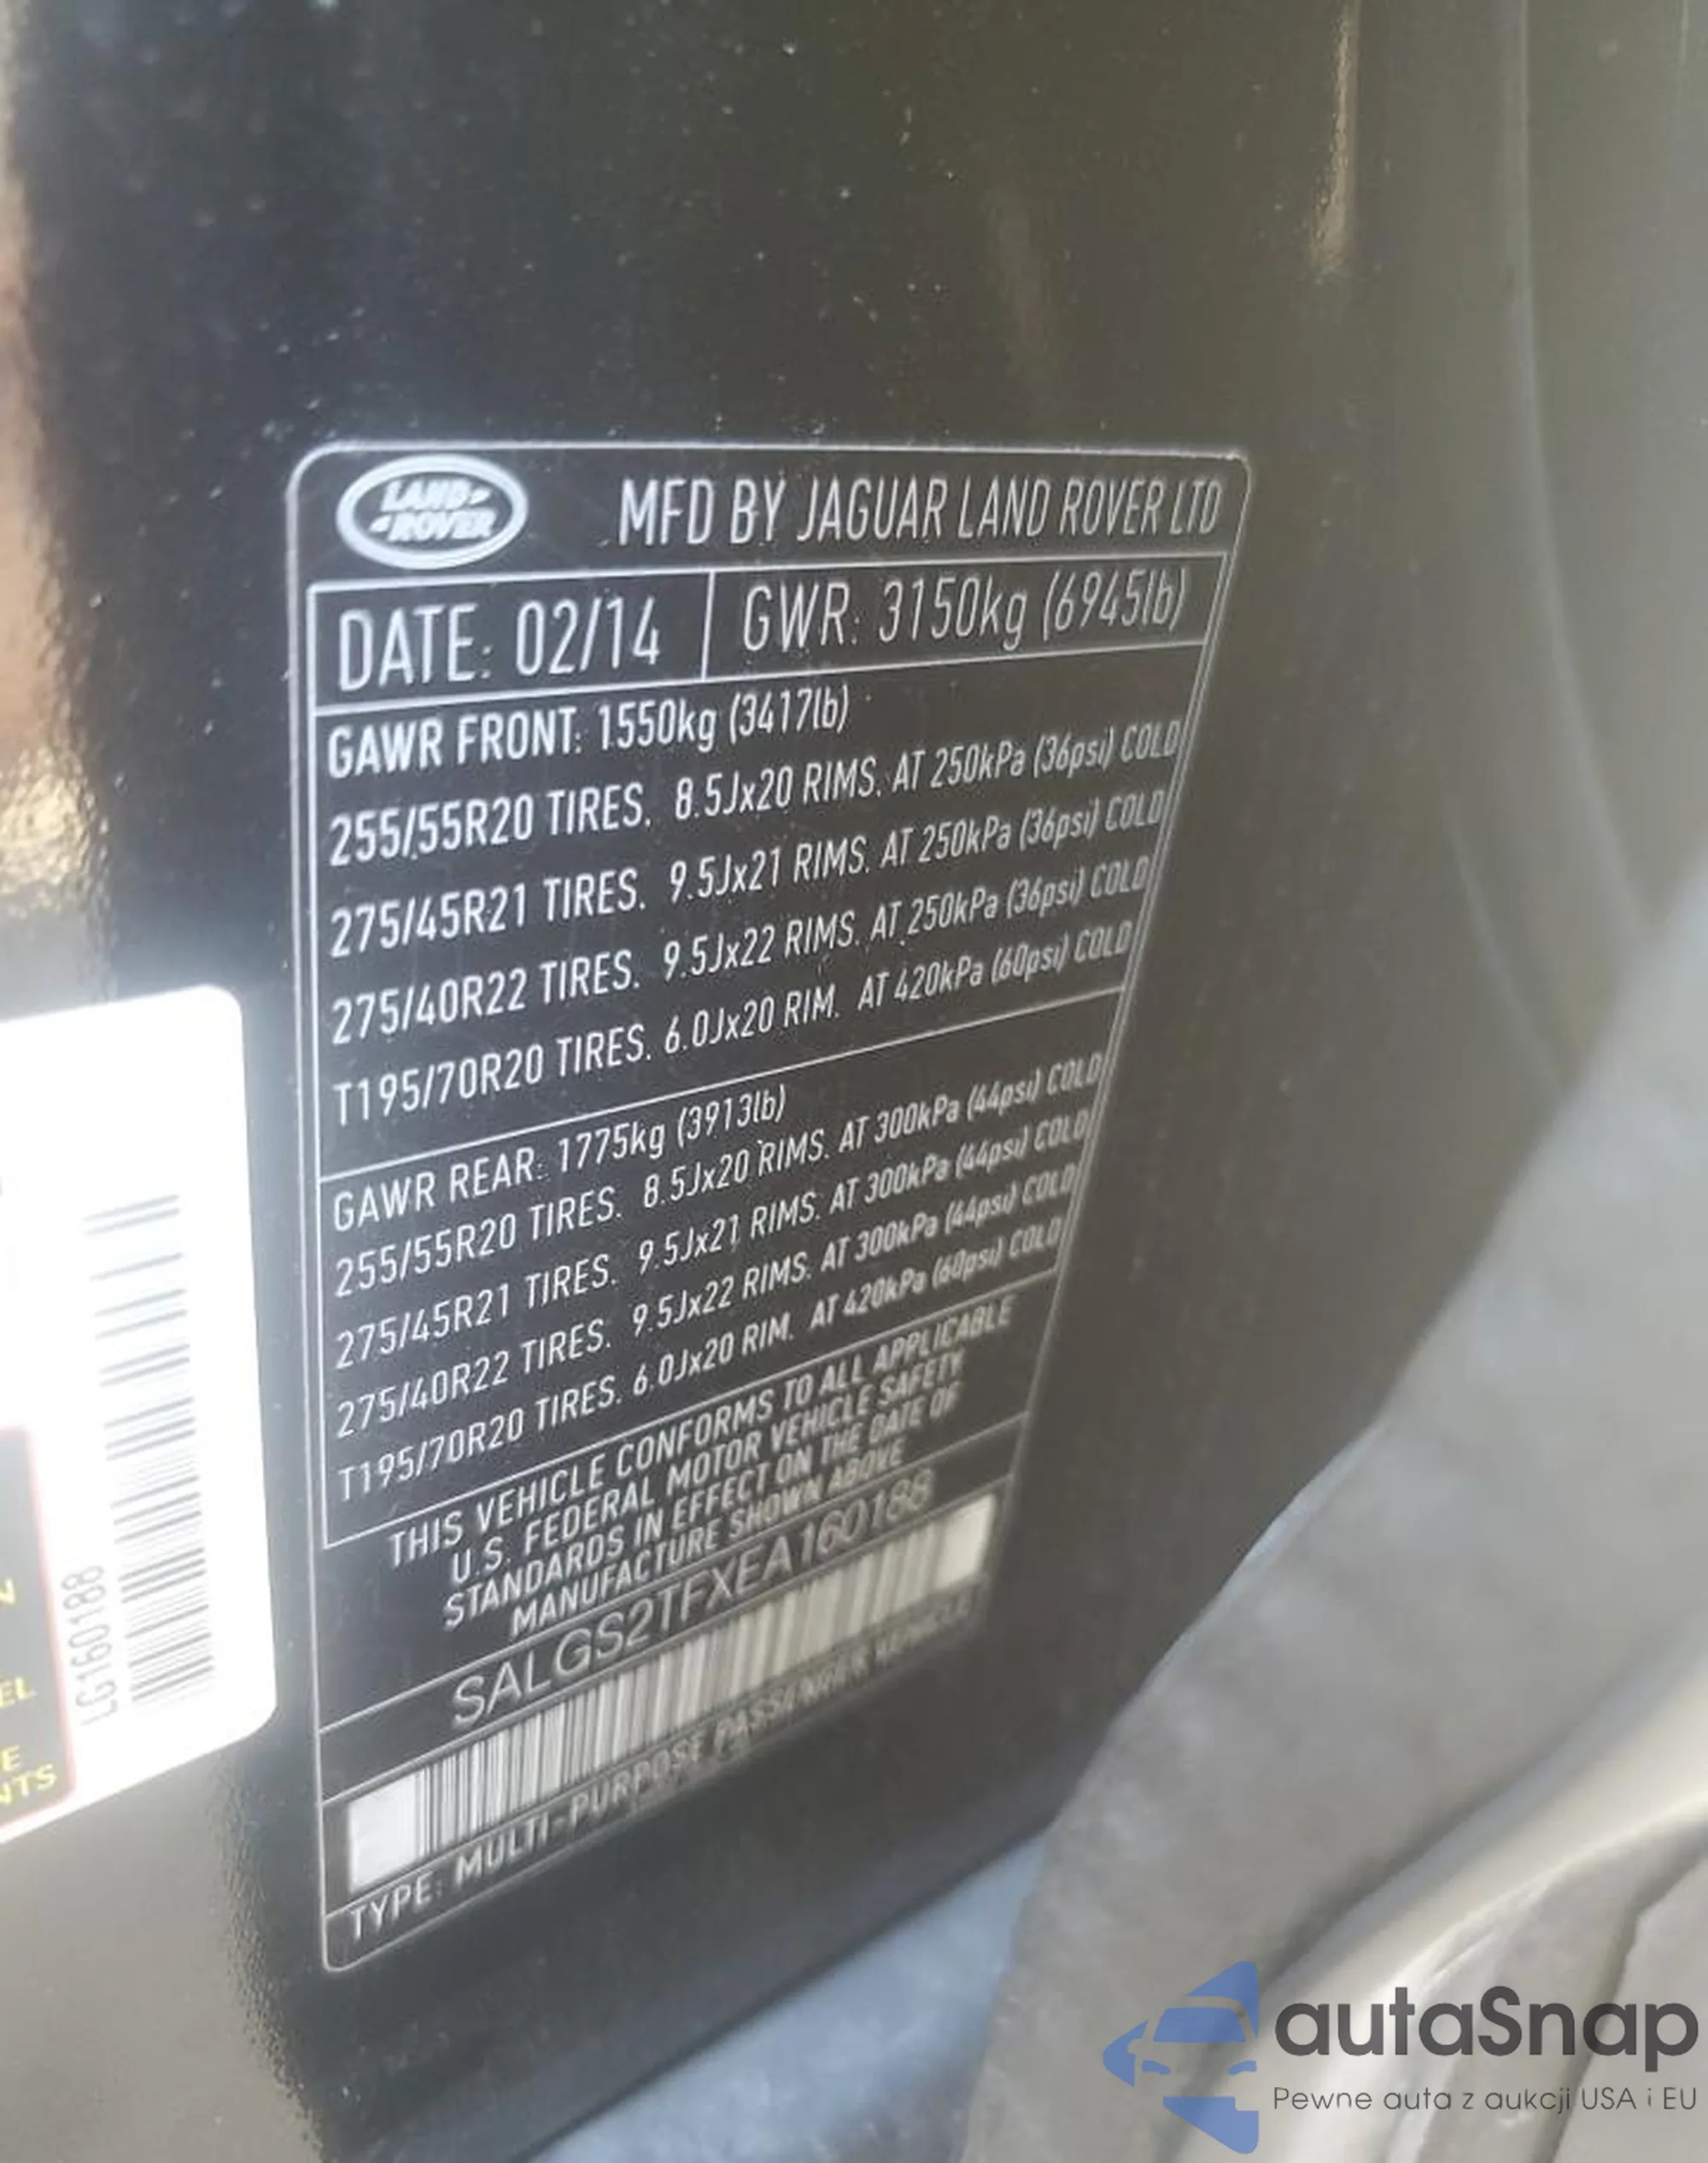 LAND ROVER
MFD BY JAGUAR LAND ROVER LTD
DATE: 02/14 GWR: 3150kg (6945lb)
GAWR FRONT: 1550kg (3417lb)
255/55R20 TIRES. 8.5Jx20 RIMS. AT 250kPa (36psi) COLD
275/45R21 TIRES. 9.5Jx21 RIMS. AT 250kPa (36psi) COLD
275/40R22 TIRES. 9.5Jx22 RIMS. AT 250kPa (36psi) COLD
T195/70R20 TIRES. 6.0Jx20 RIM. AT 420kPa (60psi) COLD
GAWR REAR: 1775kg (3913lb)
255/55R20 TIRES. 8.5Jx20 RIMS. AT 300kPa (44psi) COLD
275/45R21 TIRES. 9.5Jx21 RIMS. AT 300kPa (44psi) COLD
275/40R22 TIRES. 9.5Jx22 RIMS. AT 300kPa (44psi) COLD
T195/70R20 TIRES. 6.0Jx20 RIM. AT 420kPa (60psi) COLD
THIS VEHICLE CONFORMS TO ALL APPLICABLE
U.S. FEDERAL MOTOR VEHICLE SAFETY
STANDARDS IN EFFECT ON THE DATE OF
MANUFACTURE SHOWN ABOVE
SALGS2TFXEA160188
TYPE: MULTI-PURPOSE PASSENGER VEHICLE
LG160188
N
EL
E
NTS
autaSnap
Pewne auta z aukcji USA i EU